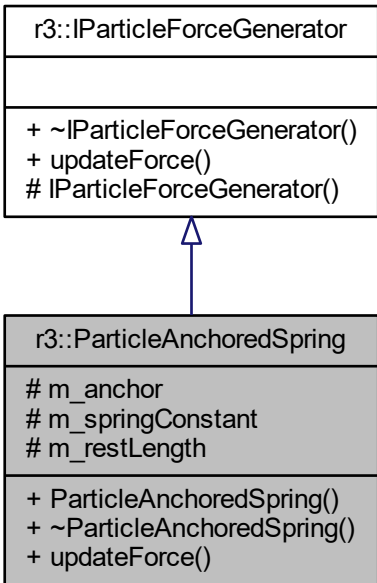 r3::IParticleForceGenerator
+ ~IParticleForceGenerator()
+ updateForce()
# IParticleForceGenerator()
r3::ParticleAnchoredSpring
# m_anchor
# m_springConstant
# m_restLength
+ ParticleAnchoredSpring()
+ ~ParticleAnchoredSpring()
+ updateForce()